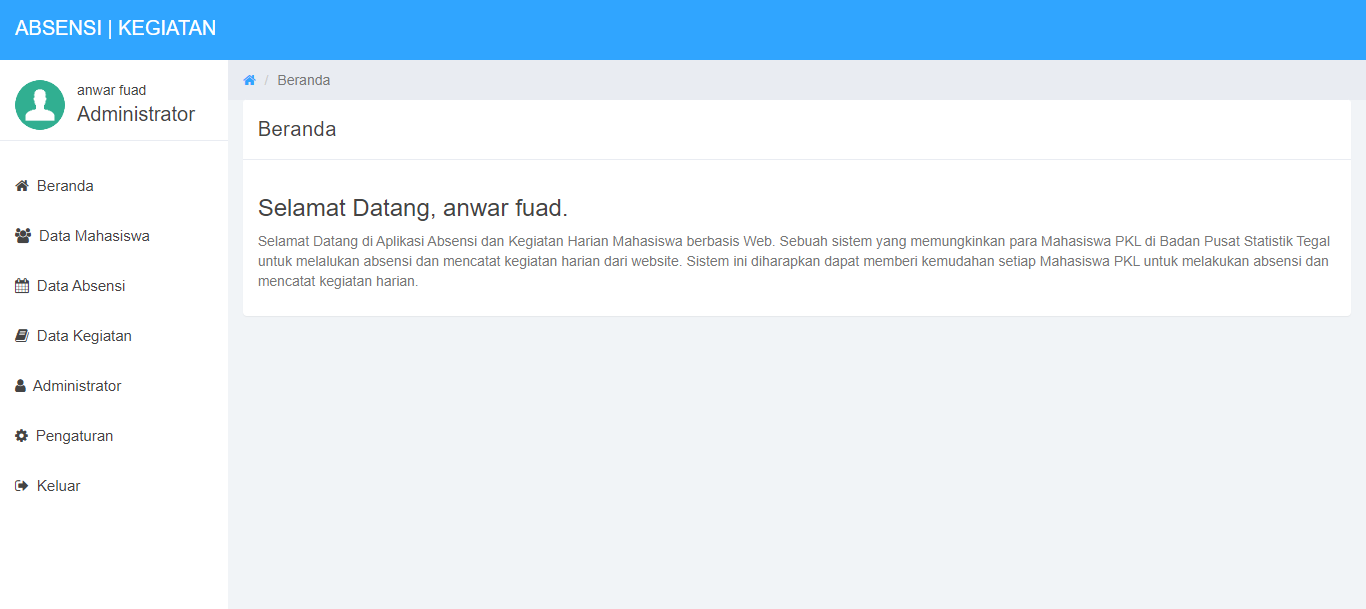 ABSENSI | KEGIATAN
anwar fuad
Administrator
Beranda
Data Mahasiswa
Data Absensi
Data Kegiatan
Administrator
Pengaturan
Keluar
/ Beranda
Beranda
Selamat Datang, anwar fuad.
Selamat Datang di Aplikasi Absensi dan Kegiatan Harian Mahasiswa berbasis Web. Sebuah sistem yang memungkinkan para Mahasiswa PKL di Badan Pusat Statistik Tegal
untuk melalukan absensi dan mencatat kegiatan harian dari website. Sistem ini diharapkan dapat memberi kemudahan setiap Mahasiswa PKL untuk melakukan absensi dan
mencatat kegiatan harian.